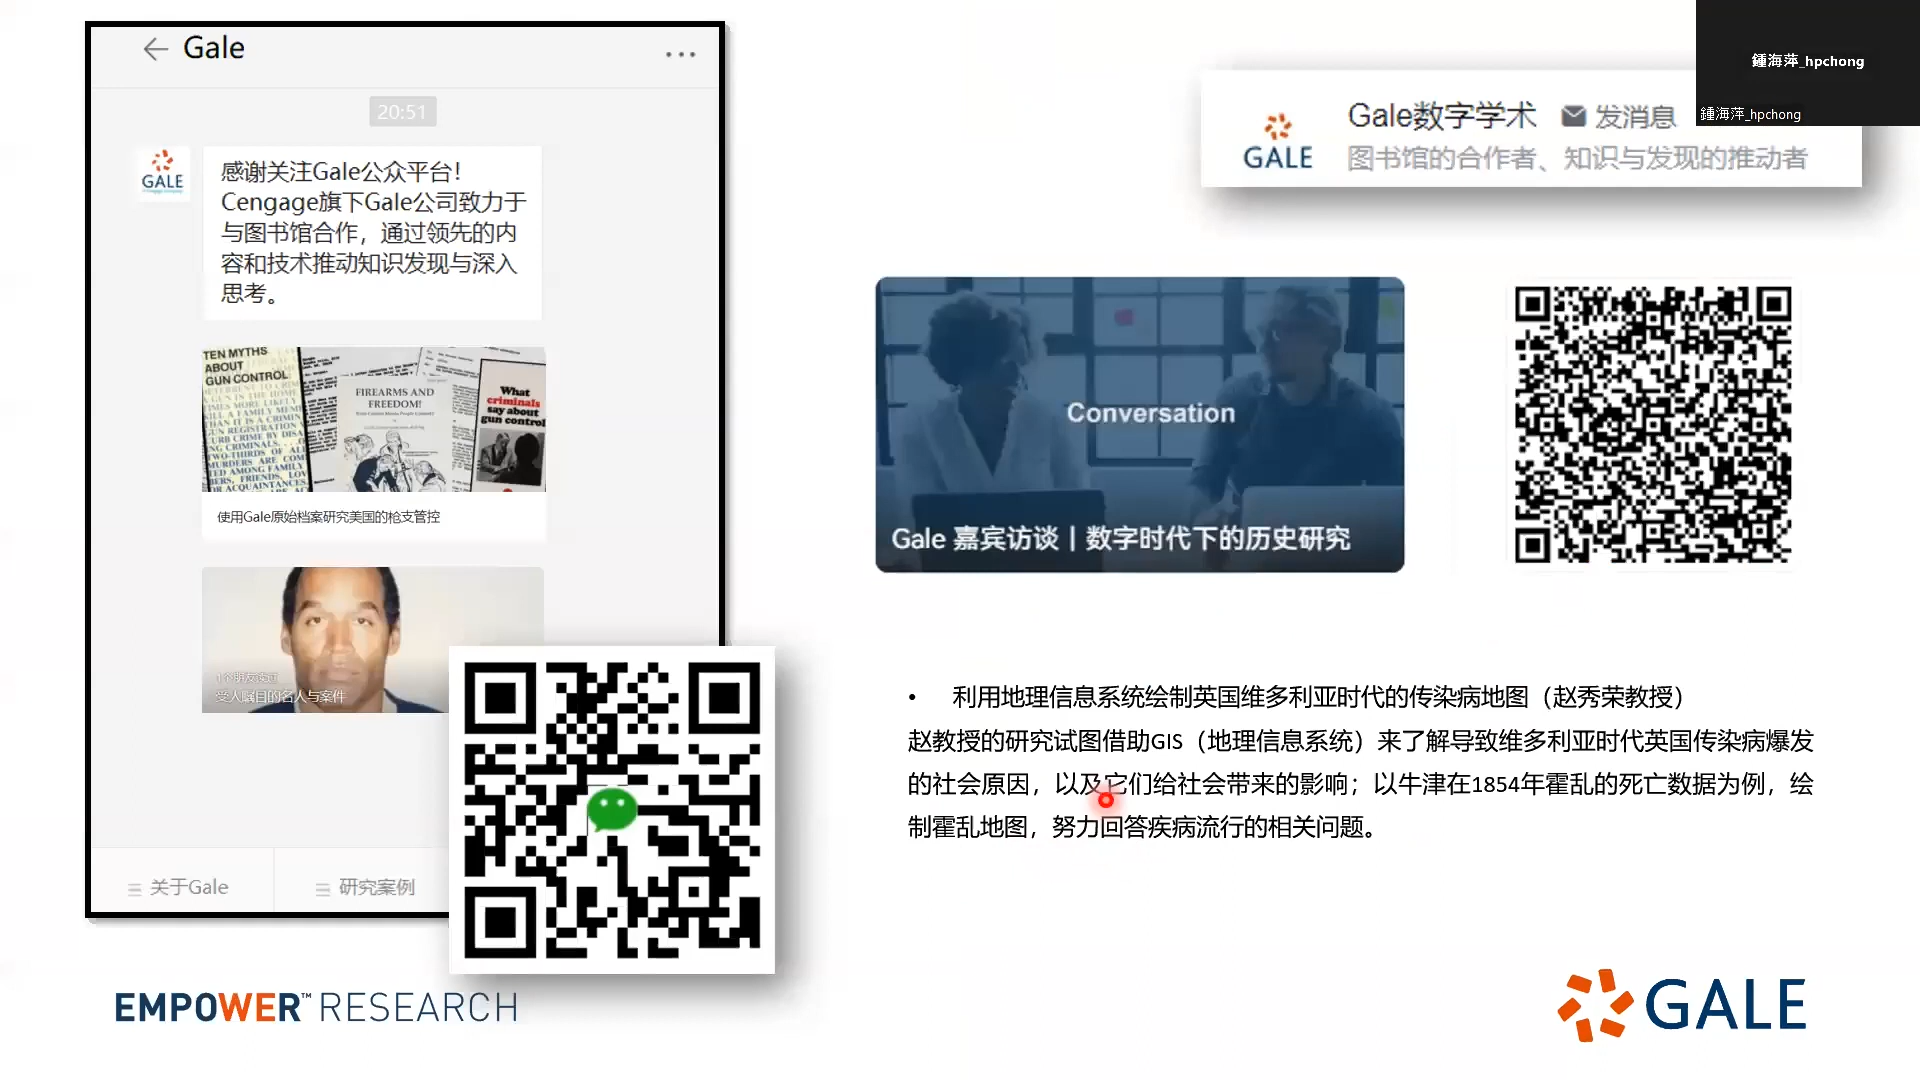 Gale
20:51
GALE
感谢关注Gale公众平台！
Cengage旗下Gale公司致力于
与图书馆合作，通过领先的内
容和技术推动知识发现与深入
思考。
TEN MYTHS
ABOUT
GUN CONTROL
FIREARMS AND
FREEDOM!
What
criminals
say about
gun control
使用Gale原始档案研究美国的枪支管控
1个朋友读过
受人瞩目的名人与案件
关于Gale
研究案例
EMPOWER™ RESEARCH
鍾海萍_hpchong
鍾海萍_hpchong
GALE
Gale数字学术 发消息
图书馆的合作者、知识与发现的推动者
Conversation
Gale 嘉宾访谈｜数字时代下的历史研究
• 利用地理信息系统绘制英国维多利亚时代的传染病地图（赵秀荣教授）
赵教授的研究试图借助GIS（地理信息系统）来了解导致维多利亚时代英国传染病爆发
的社会原因，以及它们给社会带来的影响；以牛津在1854年霍乱的死亡数据为例，绘
制霍乱地图，努力回答疾病流行的相关问题。
GALE